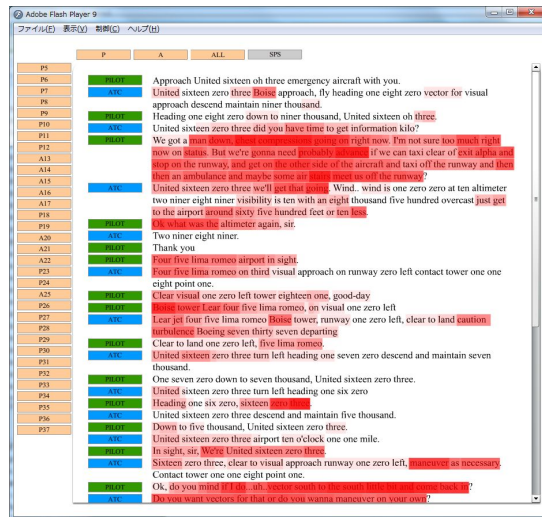 Adobe Flash Player 9
ファイル(F) 表示(V) 制御(C) ヘルプ(H)
P A ALL SPS
P5
P6
P7
P8
P9
P10
P11
P12
A13
A14
A15
A16
A17
P18
P19
A20
A21
A22
P23
P24
A25
P26
P27
P28
P29
P30
P31
P32
P33
P34
P35
P36
P37
PILOT Approach United sixteen oh three emergency aircraft with you.
ATC United sixteen zero three Boise approach, fly heading one eight zero vector for visual
approach descend maintain niner thousand.
PILOT Heading one eight zero down to niner thousand, United sixteen oh three.
ATC United sixteen zero three did you have time to get information kilo?
PILOT We got a man down, chest compressions going on right now. I'm not sure too much right
now on status. But we're gonna need probably advance if we can taxi clear of exit alpha and
stop on the runway, and get on the other side of the aircraft and taxi off the runway and then
then an ambulance and maybe some air stairs meet us off the runway?
ATC United sixteen zero three we'll get that going. Wind.. wind is one zero zero at ten altimeter
two niner eight niner visibility is ten with an eight thousand five hundred overcast just get
to the airport around sixty five hundred feet or ten less.
PILOT Ok what was the altimeter again, sir.
ATC Two niner eight niner.
PILOT Thank you
PILOT Four five lima romeo airport in sight.
ATC Four five lima romeo on third visual approach on runway zero left contact tower one one
eight point one.
PILOT Clear visual one zero left tower eighteen one, good-day
PILOT Boise tower Lear four five lima romeo, on visual one zero left
ATC Lear jet four five lima romeo Boise tower, runway one zero left, clear to land caution
turbulence Boeing seven thirty seven departing
PILOT Clear to land one zero left, five lima romeo.
ATC United sixteen zero three turn left heading one seven zero descend and maintain seven
thousand.
PILOT One seven zero down to seven thousand, United sixteen zero three.
ATC United sixteen zero three turn left heading one six zero
PILOT Heading one six zero, sixteen zero three.
ATC United sixteen zero three descend and maintain five thousand.
PILOT Down to five thousand, United sixteen zero three.
ATC United sixteen zero three airport ten o'clock one one mile.
PILOT In sight, sir, We're United sixteen zero three.
ATC Sixteen zero three, clear to visual approach runway one zero left, maneuver as necessary.
Contact tower one one eight point one.
PILOT Ok, do you mind if I do...uh.. vector south to the south little bit and come back in?
ATC Do you want vectors for that or do you wanna maneuver on your own?